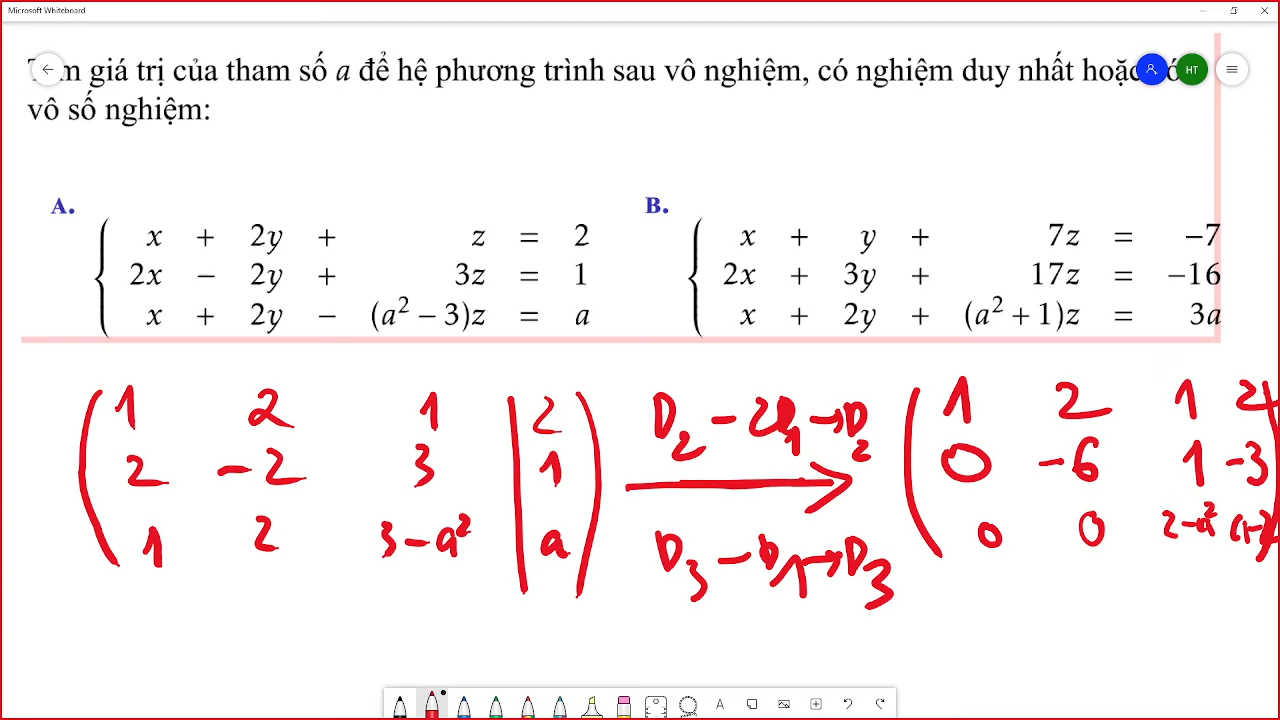 Microsoft Whiteboard
giá trị của tham số a để hệ phương trình sau vô nghiệm, có nghiệm duy nhất hoặc
HT
vô số nghiệm:
A.
x + 2y + z = 2
2x − 2y + 3z = 1
x + 2y − (a² − 3)z = a
B.
x + y + 7z = −7
2x + 3y + 17z = −16
x + 2y + (a² + 1)z = 3a
1 2 1 | 2
2 −2 3 | 1
1 2 3−a² | a
D₂ − 2D₁ → D₂
D₃ − D₁ → D₃
1 2 1 2
0 −6 1 −3
0 0 2−a²
A